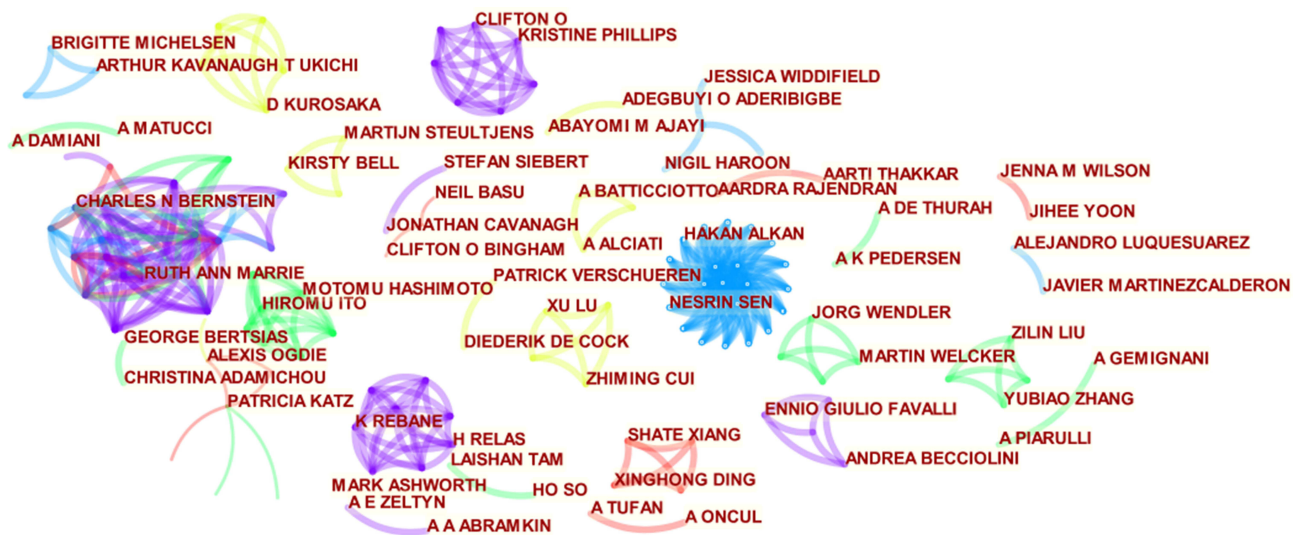 CLIFTON O
KRISTINE PHILLIPS
BRIGITTE MICHELSEN
ARTHUR KAVANAUGH
T UKICHI
JESSICA WIDDIFIELD
D KUROSAKA
ADEGBUYI O ADERIBIGBE
A DAMIANI
A MATUCCI
MARTIJN STEULTJENS
ABAYOMI M AJAYI
KIRSTY BELL
STEFAN SIEBERT
NIGIL HAROON
AARTI THAKKAR
JENNA M WILSON
CHARLES N BERNSTEIN
NEIL BASU
A BATTICCIOTTO
AARDRA RAJENDRAN
A DE THURAH
JIHEE YOON
JONATHAN CAVANAGH
HAKAN ALKAN
CLIFTON O BINGHAM
A ALCIATI
A K PEDERSEN
ALEJANDRO LUQUESUAREZ
RUTH ANN MARRIE
MOTOMU HASHIMOTO
PATRICK VERSCHUEREN
JAVIER MARTINEZCALDERON
HIROMU ITO
XU LU
NESRIN SEN
JORG WENDLER
GEORGE BERTSIAS
DIEDERIK DE COCK
ZILIN LIU
ALEXIS OGDIE
MARTIN WELCKER
A GEMIGNANI
CHRISTINA ADAMICHOU
ZHIMING CUI
PATRICIA KATZ
YUBIAO ZHANG
K REBANE
ENNIO GIULIO FAVALLI
H RELAS
SHATE XIANG
A PIARULLI
LAISHAN TAM
ANDREA BECCIOLINI
MARK ASHWORTH
HO SO
XINGHONG DING
A E ZELTYN
A TUFAN
A A ABRAMKIN
A ONCUL